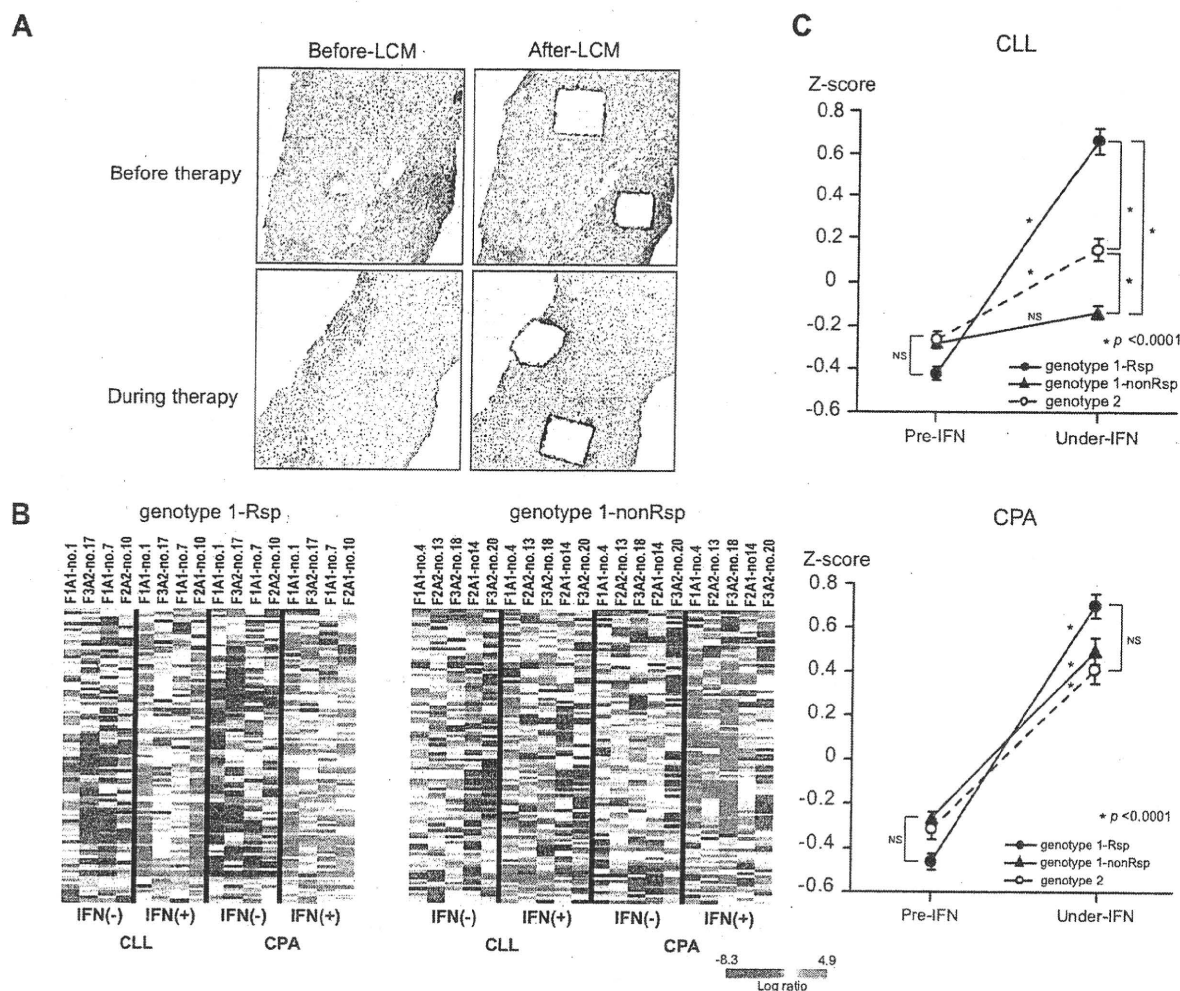 A
Before-LCM
After-LCM
Before therapy
During therapy
B
genotype 1-Rsp
F1A1-no.1
F3A2-no.17
F1A1-no.7
F2A2-no.10
F1A1-no.1
F3A2-no.17
F1A1-no.7
F2A1-no.10
F1A1-no.1
F3A2-no.17
F1A1-no.7
F2A2-no.10
F1A1-no.1
F3A2-no.17
F1A1-no.7
F2A1-no.10
IFN(-)
IFN(+)
IFN(-)
IFN(+)
CLL
CPA
genotype 1-nonRsp
F1A1-no.4
F2A2-no.13
F3A2-no.18
F2A1-no14
F3A2-no.20
F1A1-no.4
F2A2-no.13
F3A2-no.18
F2A1-no.14
F3A2-no.20
F1A1-no.4
F2A2-no.13
F3A2-no.18
F2A1-no14
F3A2-no.20
F1A1-no.4
F2A2-no.13
F3A2-no.18
F2A1-no14
F3A2-no.20
IFN(-)
IFN(+)
IFN(-)
IFN(+)
CLL
CPA
-8.3
4.9
Log ratio
C
CLL
Z-score
0.8
0.6
0.4
0.2
0
-0.2
-0.4
-0.6
NS
*
*
NS
*
*
*
* p <0.0001
genotype 1-Rsp
genotype 1-nonRsp
genotype 2
Pre-IFN
Under-IFN
CPA
Z-score
0.8
0.6
0.4
0.2
0
-0.2
-0.4
-0.6
NS
*
*
*
NS
* p <0.0001
genotype 1-Rsp
genotype 1-nonRsp
genotype 2
Pre-IFN
Under-IFN